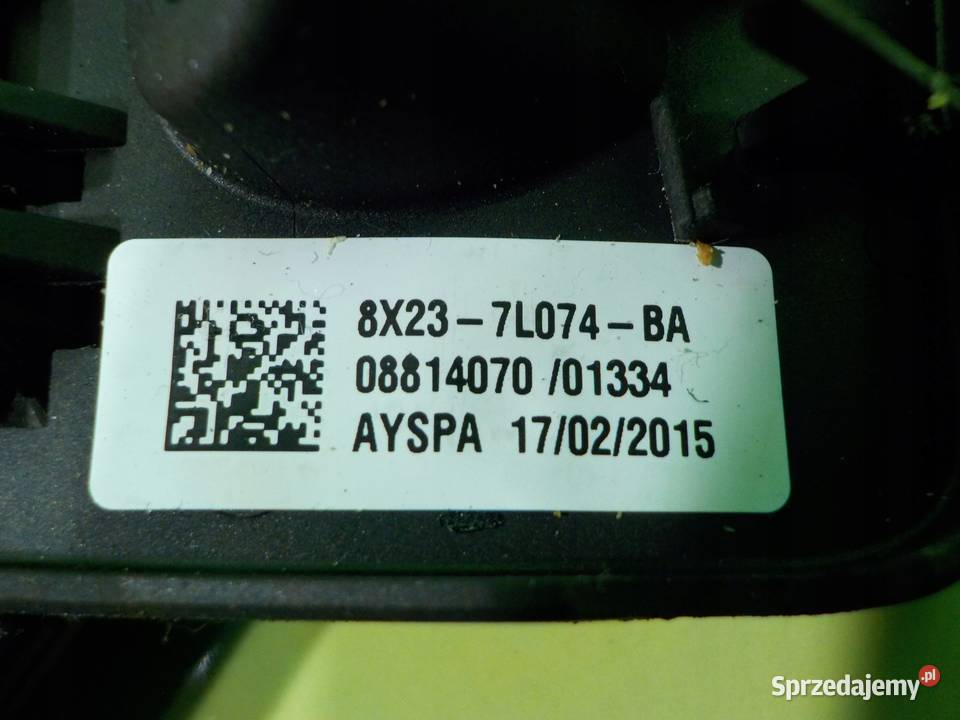 8X23-7L074-BA
08814070 /01334
AYSPA 17/02/2015
Sprzedajemy.pl